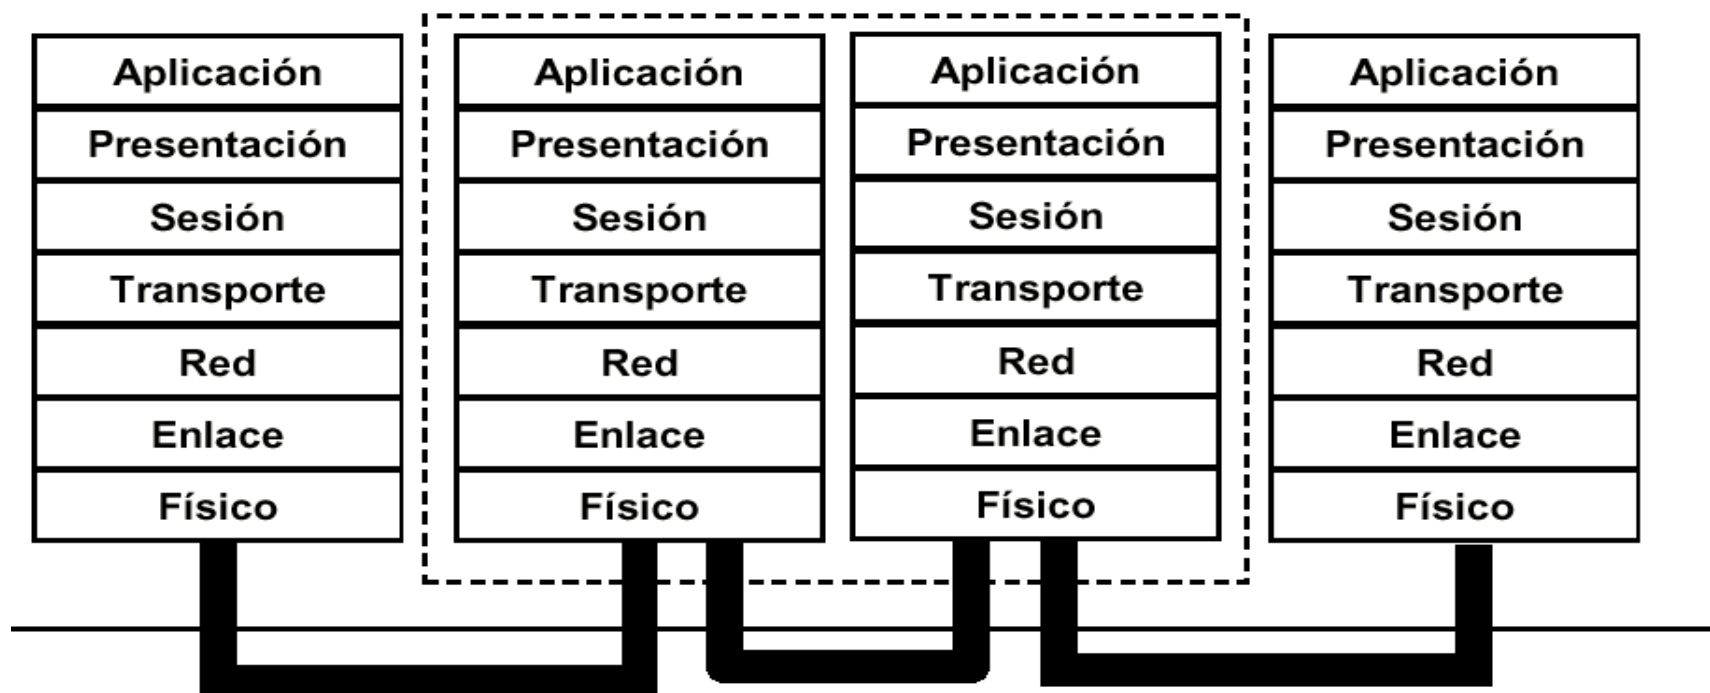 Aplicación
Presentación
Sesión
Transporte
Red
Enlace
Físico
Aplicación
Presentación
Sesión
Transporte
Red
Enlace
Físico
Aplicación
Presentación
Sesión
Transporte
Red
Enlace
Físico
Aplicación
Presentación
Sesión
Transporte
Red
Enlace
Físico